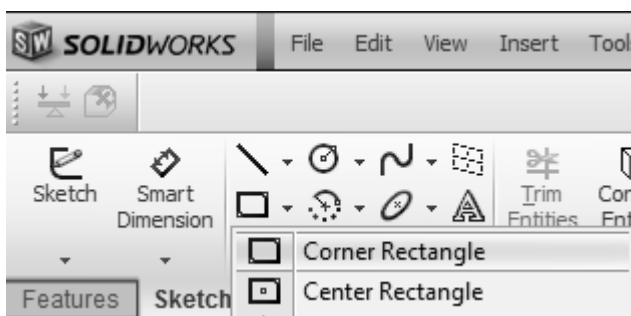 SW SOLIDWORKS File Edit View Insert
Sketch Smart Dimension Trim Entities
Corner Rectangle
Center Rectangle
Features Sketch